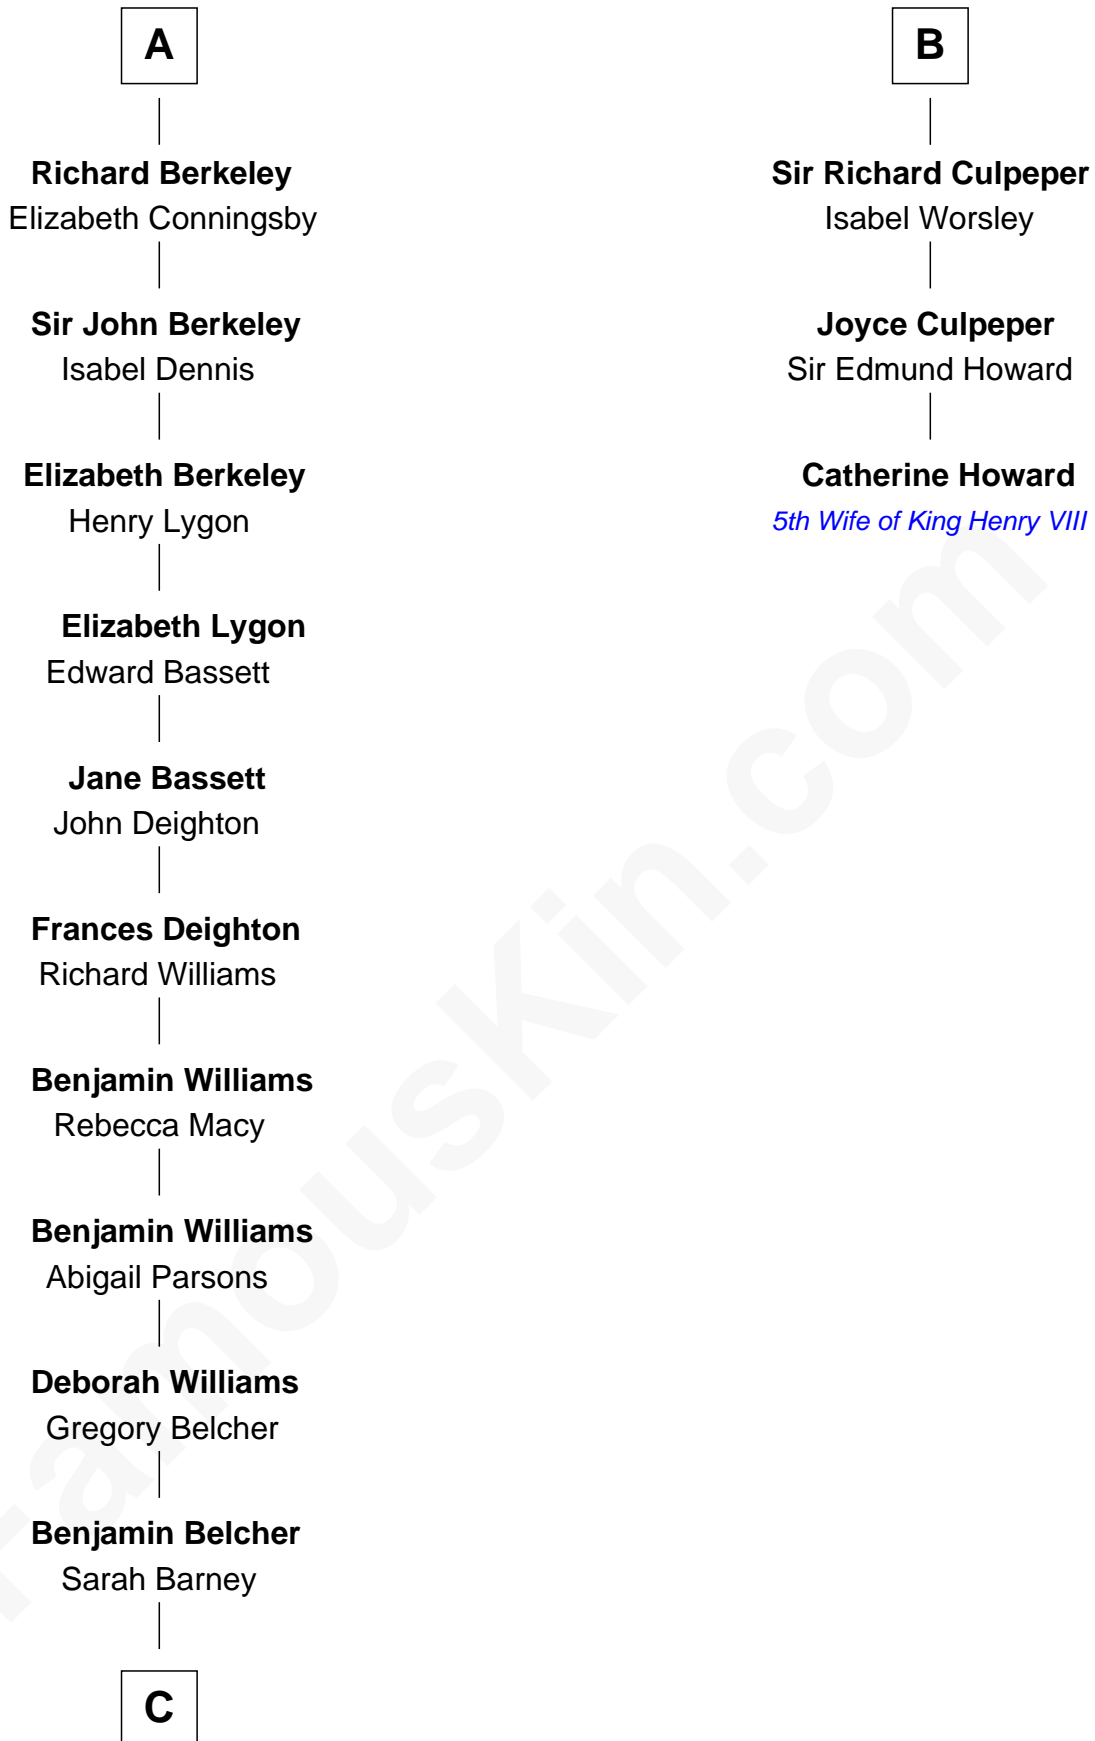 A
Richard Berkeley
Elizabeth Conningsby
Sir John Berkeley
Isabel Dennis
Elizabeth Berkeley
Henry Lygon
Elizabeth Lygon
Edward Bassett
Jane Bassett
John Deighton
Frances Deighton
Richard Williams
Benjamin Williams
Rebecca Macy
Benjamin Williams
Abigail Parsons
Deborah Williams
Gregory Belcher
Benjamin Belcher
Sarah Barney
C
B
Sir Richard Culpeper
Isabel Worsley
Joyce Culpeper
Sir Edmund Howard
Catherine Howard
5th Wife of King Henry VIII
FamousKin.com